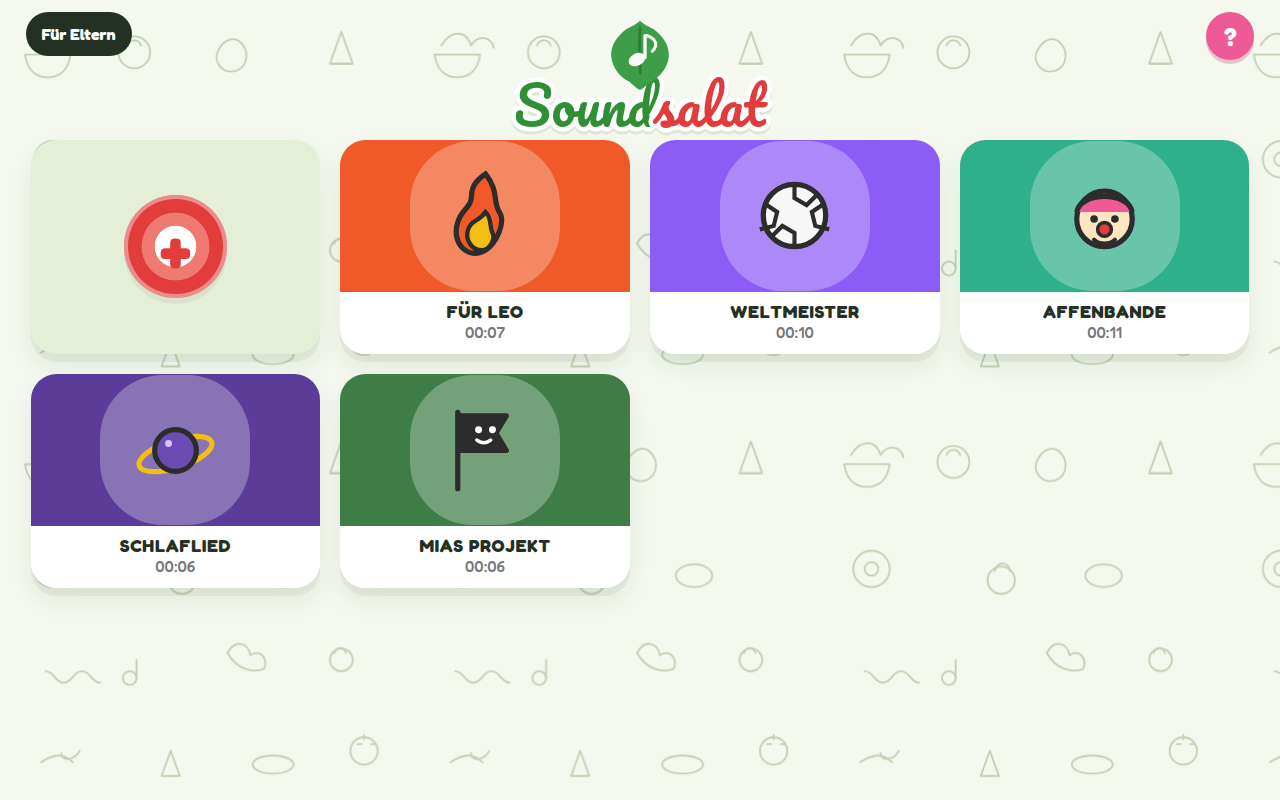 Für Eltern
?
Soundsalat
FÜR LEO
00:07
WELTMEISTER
00:10
AFFENBANDE
00:11
SCHLAFLIED
00:06
MIAS PROJEKT
00:06